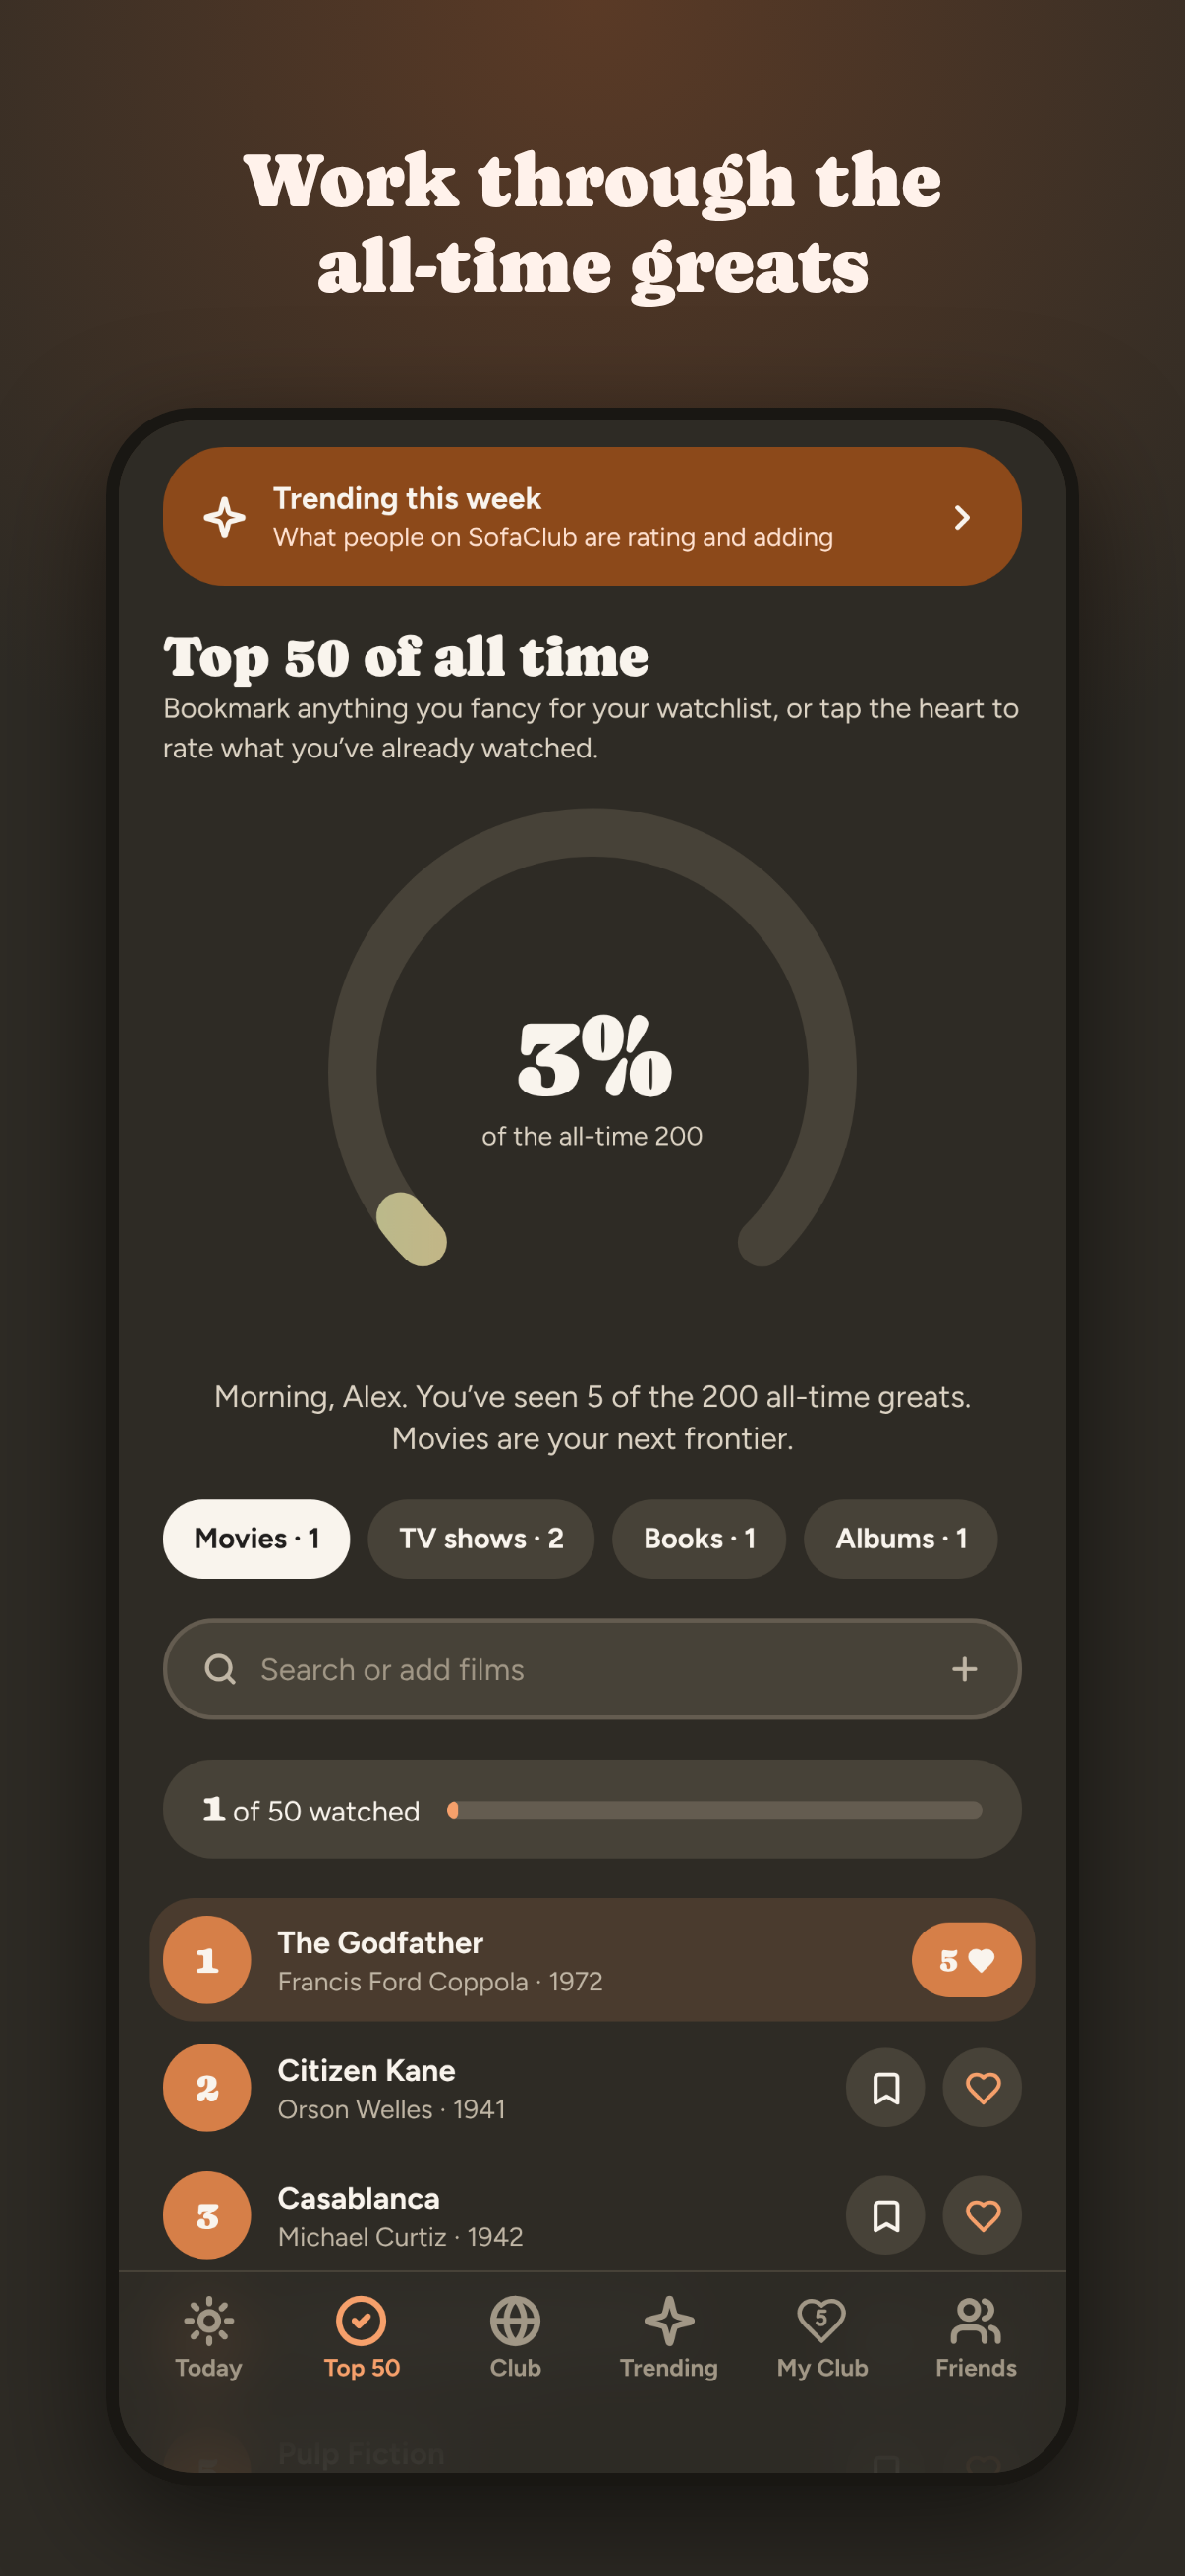 Work through the
all-time greats
Trending this week
What people on SofaClub are rating and adding
Top 50 of all time
Bookmark anything you fancy for your watchlist, or tap the heart to
rate what you’ve already watched.
3%
of the all-time 200
Morning, Alex. You’ve seen 5 of the 200 all-time greats.
Movies are your next frontier.
Movies · 1
TV shows · 2
Books · 1
Albums · 1
Search or add films
1 of 50 watched
1
The Godfather
Francis Ford Coppola · 1972
5
2
Citizen Kane
Orson Welles · 1941
3
Casablanca
Michael Curtiz · 1942
5
Today
Top 50
Club
Trending
My Club
Friends
Pulp Fiction